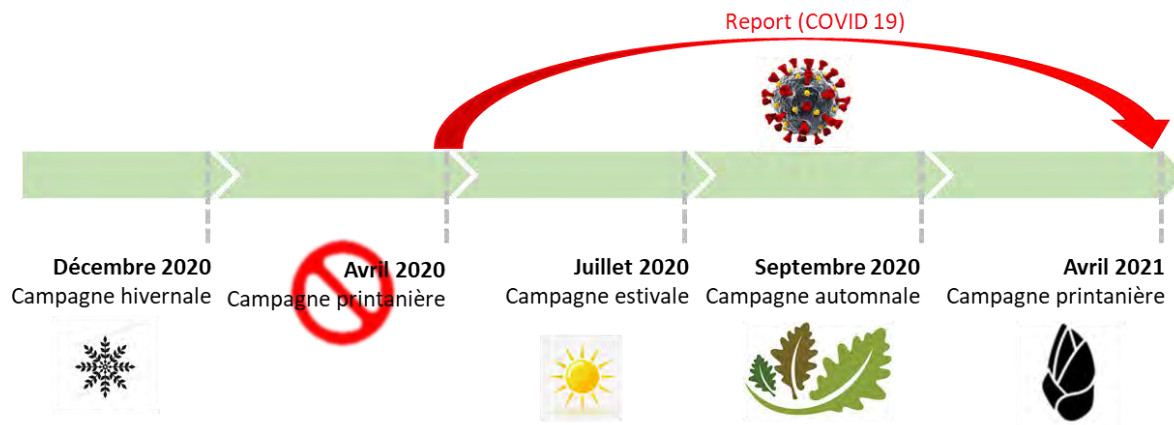 Report (COVID 19)
Décembre 2020
Campagne hivernale
Avril 2020
Campagne printanière
Juillet 2020
Campagne estivale
Septembre 2020
Campagne automnale
Avril 2021
Campagne printanière